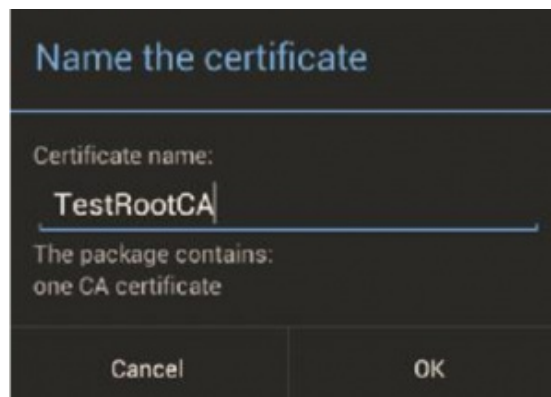 Name the certificate
Certificate name:
TestRootCA
The package contains:
one CA certificate
Cancel OK